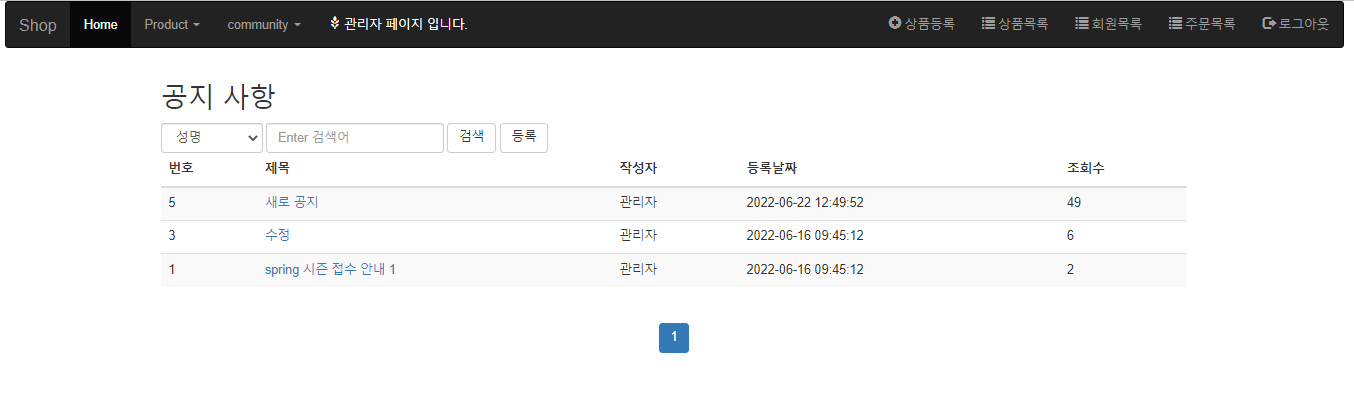 Shop Home Product community 관리자 페이지 입니다. 상품등록 상품목록 회원목록 주문목록 로그아웃
공지 사항
성명 Enter 검색어 검색 등록
번호 제목 작성자 등록날짜 조회수
5 새로 공지 관리자 2022-06-22 12:49:52 49
3 수정 관리자 2022-06-16 09:45:12 6
1 spring 시즌 접수 안내 1 관리자 2022-06-16 09:45:12 2
1